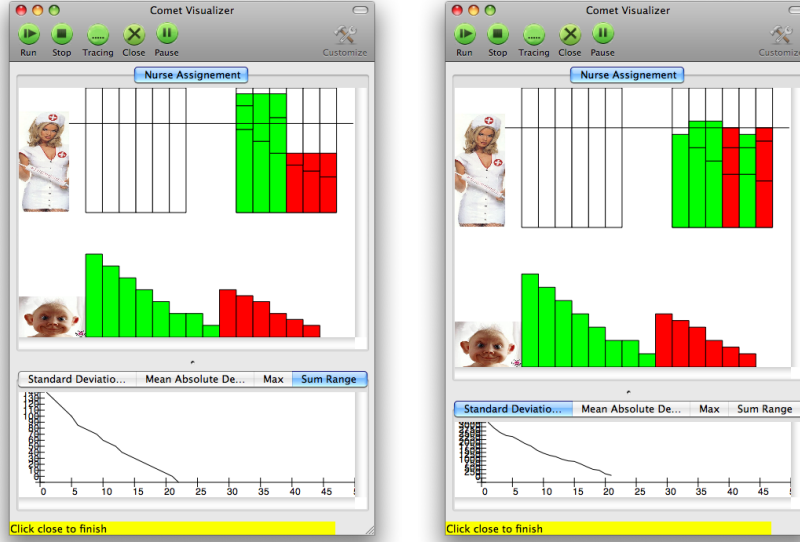 Comet Visualizer
Run Stop Tracing Close Pause Customize
Nurse Assignement
Standard Deviatio... Mean Absolute De... Max Sum Range
0 5 10 15 20 25 30 35 40 45
Click close to finish
Comet Visualizer
Run Stop Tracing Close Pause Customize
Nurse Assignement
Standard Deviatio... Mean Absolute De... Max Sum Range
0 5 10 15 20 25 30 35 40 45
Click close to finish